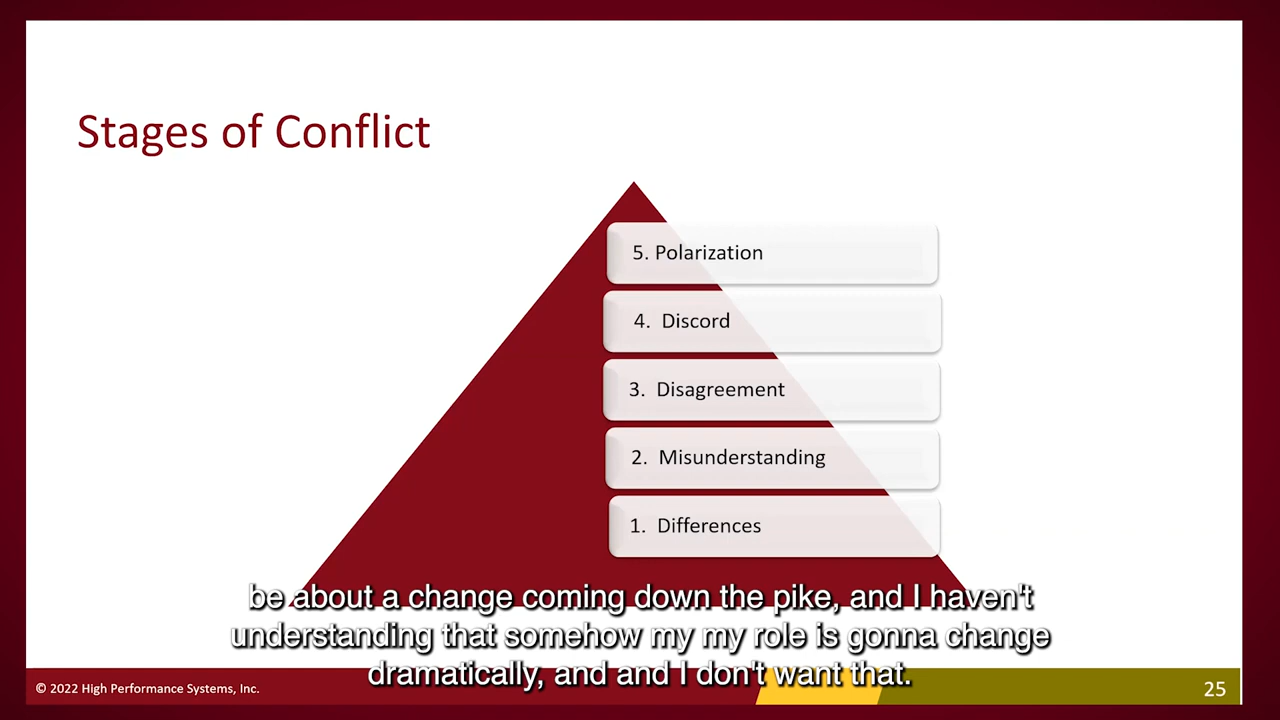 Stages of Conflict
5. Polarization
4. Discord
3. Disagreement
2. Misunderstanding
1. Differences
be about a change coming down the pike, and I haven't
understanding that somehow my my role is gonna change
dramatically, and and I don't want that.
© 2022 High Performance Systems, Inc.
25